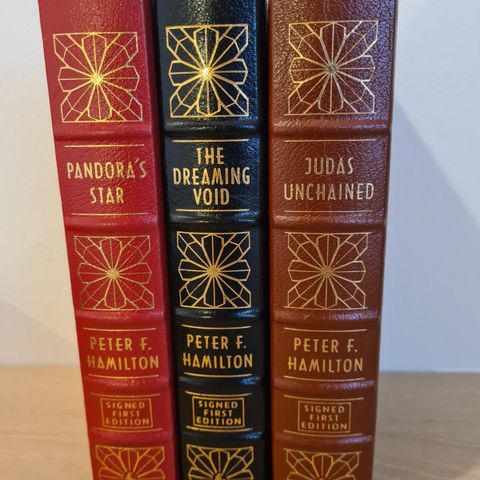 PANDORA'S
STAR
PETER F.
HAMILTON
SIGNED
FIRST
EDITION
THE
DREAMING
VOID
PETER F.
HAMILTON
SIGNED
FIRST
EDITION
JUDAS
UNCHAINED
PETER F.
HAMILTON
SIGNED
FIRST
EDITION